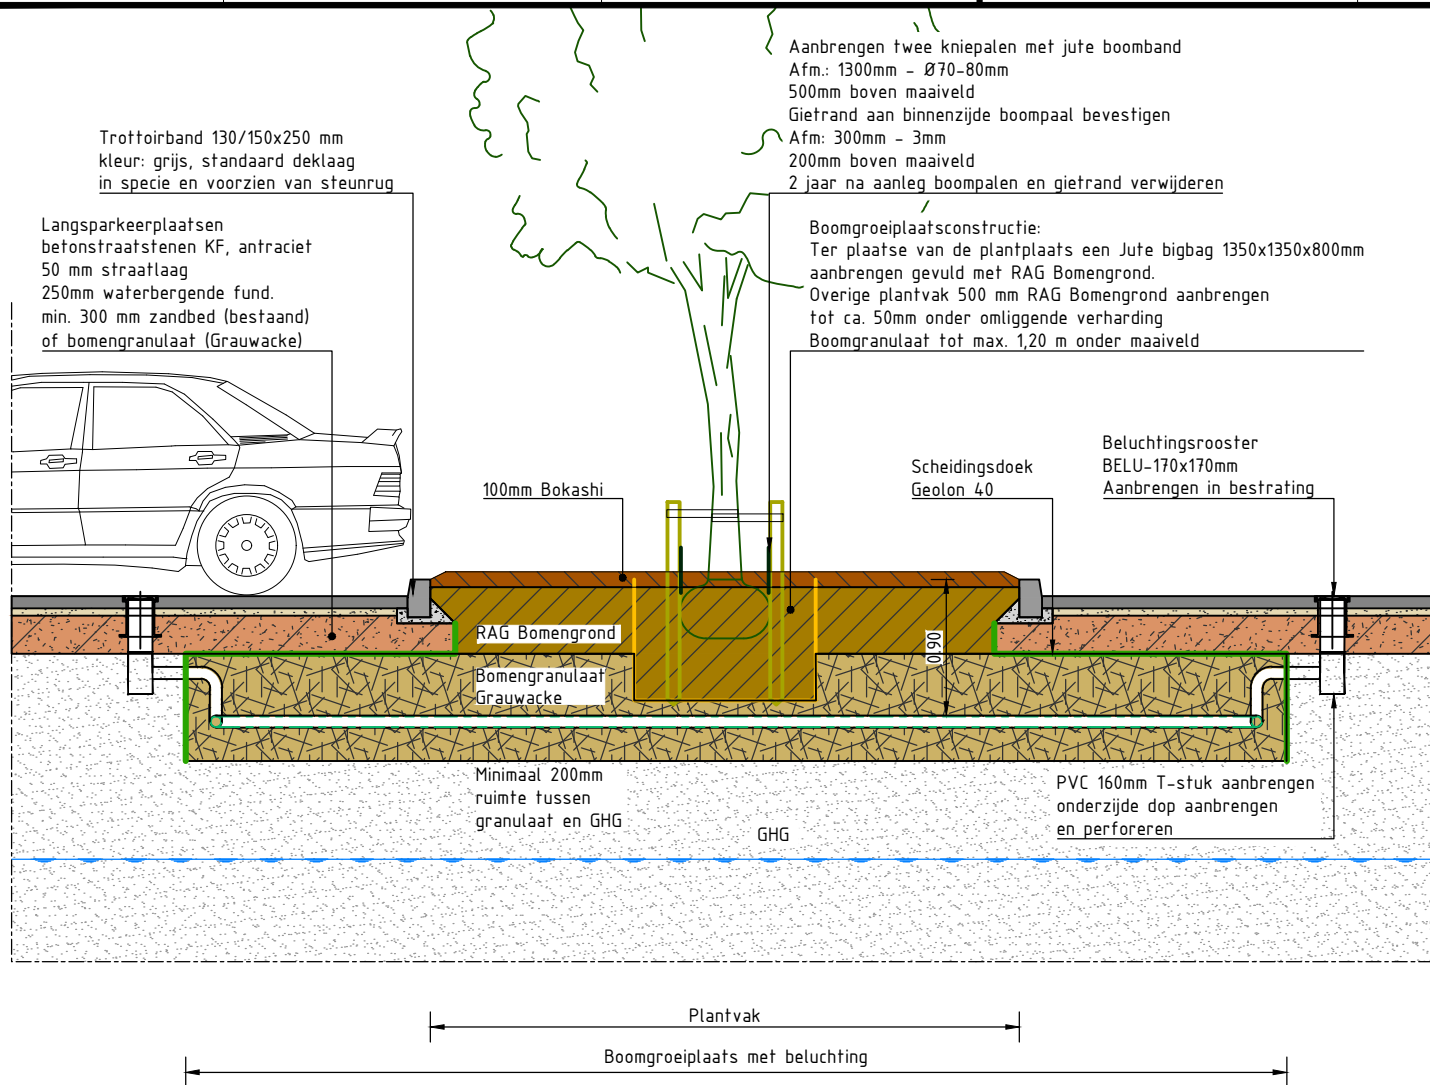 Aanbrengen twee kniepalen met jute boomband
Afm.: 1300mm - Ø70-80mm
500mm boven maaiveld
Gietrand aan binnenzijde boompaal bevestigen
Afm: 300mm - 3mm
200mm boven maaiveld
2 jaar na aanleg boompalen en gietrand verwijderen
Trottoirband 130/150x250 mm
kleur: grijs, standaard deklaag
in specie en voorzien van steunrug
Langsparkeerplaatsen
betonstraatstenen KF, antraciet
50 mm straatlaag
250mm waterbergende fund.
min. 300 mm zandbed (bestaand)
of bomengranulaat (Grauwacke)
Boomgroeiplaatsconstructie:
Ter plaatse van de plantplaats een Jute bigbag 1350x1350x800mm
aanbrengen gevuld met RAG Bomengrond.
Overige plantvak 500 mm RAG Bomengrond aanbrengen
tot ca. 50mm onder omliggende verharding
Boomgranulaat tot max. 1,20 m onder maaiveld
100mm Bokashi
Scheidingsdoek
Geolon 40
Beluchtingsrooster
BELU-170x170mm
Aanbrengen in bestrating
RAG Bomengrond
0,90
Bomengranulaat
Grauwacke
Minimaal 200mm
ruimte tussen
granulaat en GHG
GHG
PVC 160mm T-stuk aanbrengen
onderzijde dop aanbrengen
en perforeren
Plantvak
Boomgroeiplaats met beluchting